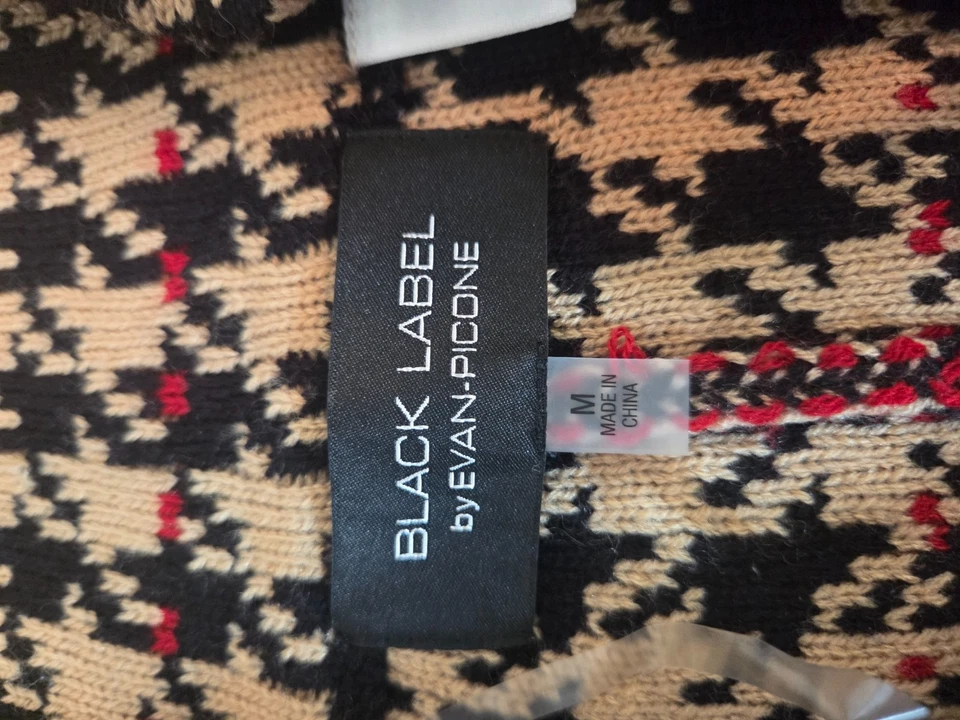 BLACK LABEL
by EVAN-PICONE
M
MADE IN
CHINA